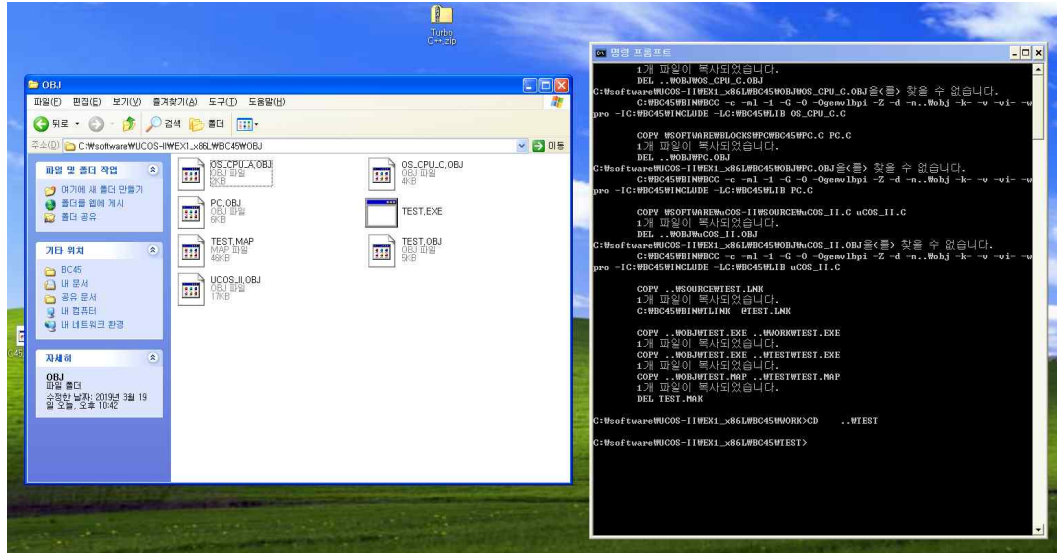 Turbo
C++.zip
OBJ
파일(F) 편집(E) 보기(V) 즐겨찾기(A) 도구(T) 도움말(H)
뒤로 검색 폴더
주소(D) C:₩software₩UCOS-II₩EX1_x86L₩BC45₩OBJ 이동
파일 및 폴더 작업
여기에 새 폴더 만들기
폴더를 웹에 게시
폴더 공유
기타 위치
BC45
내 문서
공유 문서
내 컴퓨터
내 네트워크 환경
자세히
OBJ
파일 폴더
수정한 날짜: 2019년 3월 19
일 오늘, 오후 10:42
OS_CPU_A.OBJ
OBJ 파일
2KB
OS_CPU_C.OBJ
OBJ 파일
4KB
PC.OBJ
OBJ 파일
6KB
TEST.EXE
TEST.MAP
MAP 파일
46KB
TEST.OBJ
OBJ 파일
5KB
UCOS_II.OBJ
OBJ 파일
17KB
명령 프롬프트
1개 파일이 복사되었습니다.
DEL ..₩OBJ₩OS_CPU_C.OBJ
C:₩software₩UCOS-II₩EX1_x86L₩BC45₩OBJ₩OS_CPU_C.OBJ을(를) 찾을 수 없습니다.
C:₩BC45₩BIN₩BCC -c -ml -1 -G -O -Ogemvlbpi -Z -d -n..₩obj -k- -v -vi- -w
pro -IC:₩BC45₩INCLUDE -LC:₩BC45₩LIB OS_CPU_C.C
COPY ₩SOFTWARE₩BLOCKS₩PC₩BC45₩PC.C PC.C
1개 파일이 복사되었습니다.
DEL ..₩OBJ₩PC.OBJ
C:₩software₩UCOS-II₩EX1_x86L₩BC45₩OBJ₩PC.OBJ을(를) 찾을 수 없습니다.
C:₩BC45₩BIN₩BCC -c -ml -1 -G -O -Ogemvlbpi -Z -d -n..₩obj -k- -v -vi- -w
pro -IC:₩BC45₩INCLUDE -LC:₩BC45₩LIB PC.C
COPY ₩SOFTWARE₩uCOS-II₩SOURCE₩uCOS_II.C uCOS_II.C
1개 파일이 복사되었습니다.
DEL ..₩OBJ₩uCOS_II.OBJ
C:₩software₩UCOS-II₩EX1_x86L₩BC45₩OBJ₩uCOS_II.OBJ을(를) 찾을 수 없습니다.
C:₩BC45₩BIN₩BCC -c -ml -1 -G -O -Ogemvlbpi -Z -d -n..₩obj -k- -v -vi- -w
pro -IC:₩BC45₩INCLUDE -LC:₩BC45₩LIB uCOS_II.C
COPY ..₩SOURCE₩TEST.LNK
1개 파일이 복사되었습니다.
C:₩BC45₩BIN₩TLINK @TEST.LNK
COPY ..₩OBJ₩TEST.EXE ..₩WORK₩TEST.EXE
1개 파일이 복사되었습니다.
COPY ..₩OBJ₩TEST.EXE ..₩TEST₩TEST.EXE
1개 파일이 복사되었습니다.
COPY ..₩OBJ₩TEST.MAP ..₩TEST₩TEST.MAP
1개 파일이 복사되었습니다.
DEL TEST.MAK
C:₩software₩UCOS-II₩EX1_x86L₩BC45₩WORK>CD ..₩TEST
C:₩software₩UCOS-II₩EX1_x86L₩BC45₩TEST>